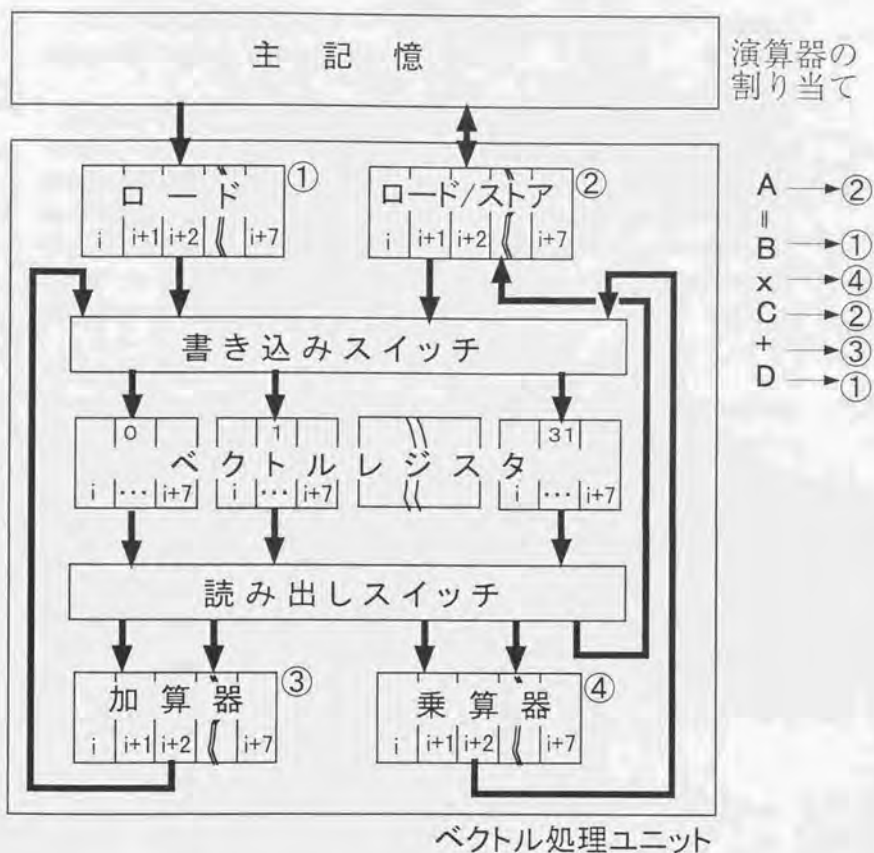 主記憶
演算器の
割り当て
ロード ①
i i+1 i+2 i+7
ロード/ストア ②
i i+1 i+2 i+7
A → ②
=
B → ①
x → ④
C → ②
+ → ③
D → ①
書き込みスイッチ
0 1 31
ベクトルレジスタ
i … i+7 i … i+7 i … i+7
読み出しスイッチ
加算器 ③
i i+1 i+2 i+7
乗算器 ④
i i+1 i+2 i+7
ベクトル処理ユニット